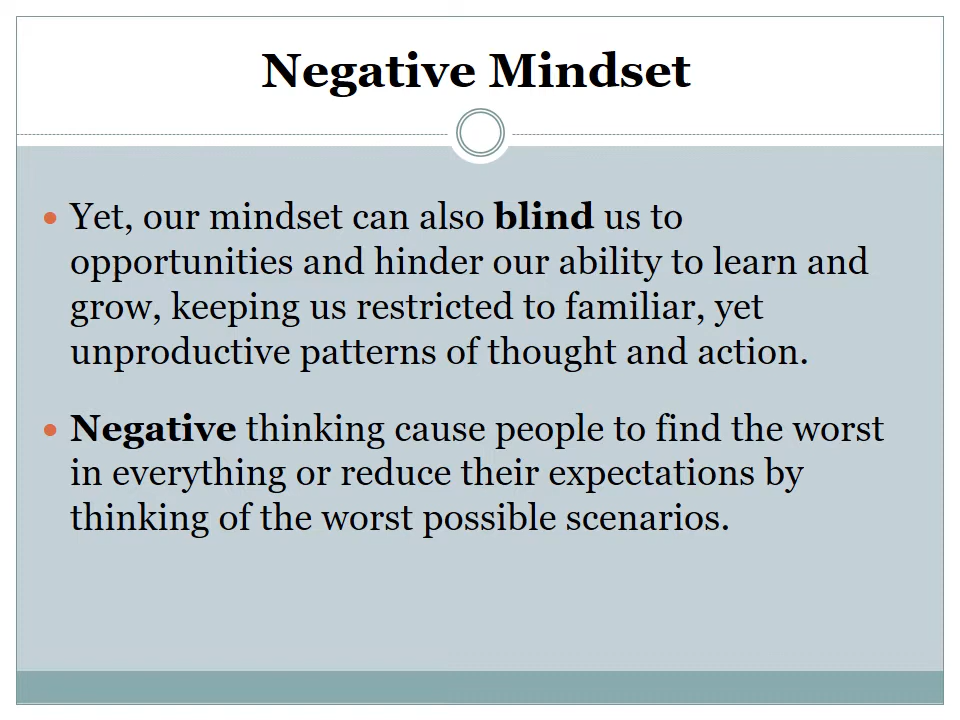 Negative Mindset
Yet, our mindset can also blind us to
opportunities and hinder our ability to learn and
grow, keeping us restricted to familiar, yet
unproductive patterns of thought and action.
Negative thinking cause people to find the worst
in everything or reduce their expectations by
thinking of the worst possible scenarios.